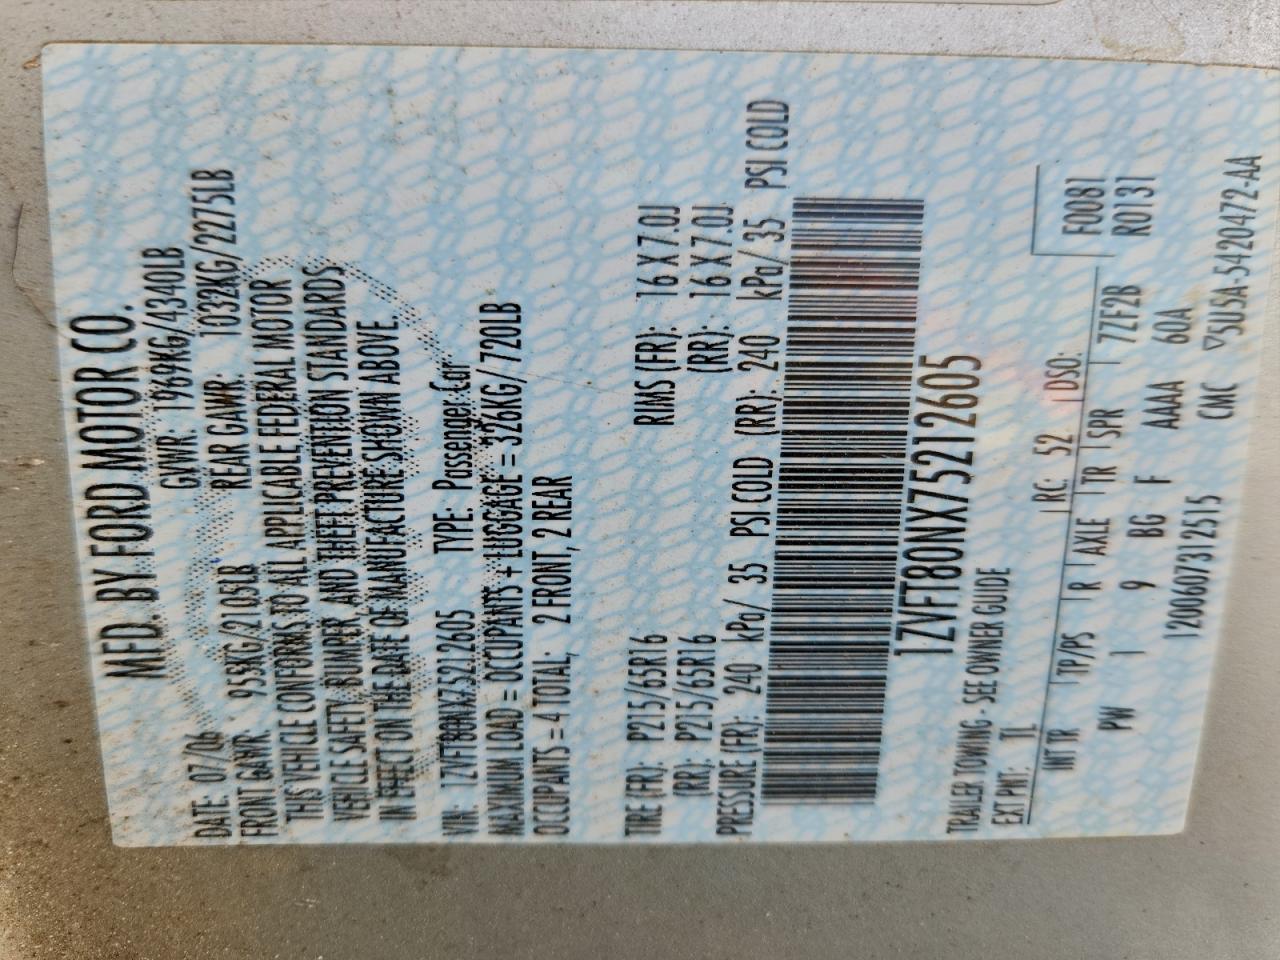 MFD. BY FORD MOTOR CO.
DATE: 07/06 GVWR: 1969KG/4340LB
FRONT GAWR: 955KG/2105LB REAR GAWR: 1032KG/2275LB
THIS VEHICLE CONFORMS TO ALL APPLICABLE FEDERAL MOTOR
VEHICLE SAFETY, BUMPER, AND THEFT PREVENTION STANDARDS
IN EFFECT ON THE DATE OF MANUFACTURE SHOWN ABOVE.
VIN: 1ZVFT80NX75212605 TYPE: Passenger Car
MAXIMUM LOAD = OCCUPANTS + LUGGAGE = 326KG/720LB
OCCUPANTS = 4 TOTAL, 2 FRONT, 2 REAR
TIRE (FR): P215/65R16 RIMS (FR): 16 X 7.0J
(RR): P215/65R16 (RR): 16 X 7.0J
PRESSURE (FR): 240 kPa/ 35 PSI COLD (RR): 240 kPa/ 35 PSI COLD
1ZVFT80NX75212605
TRAILER TOWING - SEE OWNER GUIDE
EXT PNT: TL RC: 52 DSO: F0081
INT TR TP/PS R AXLE TR SPR 7ZF2B R0131
PW 1 9 BG F AAAA 60A
120060731 2515 CMC ▽5U5A-5420472-AA